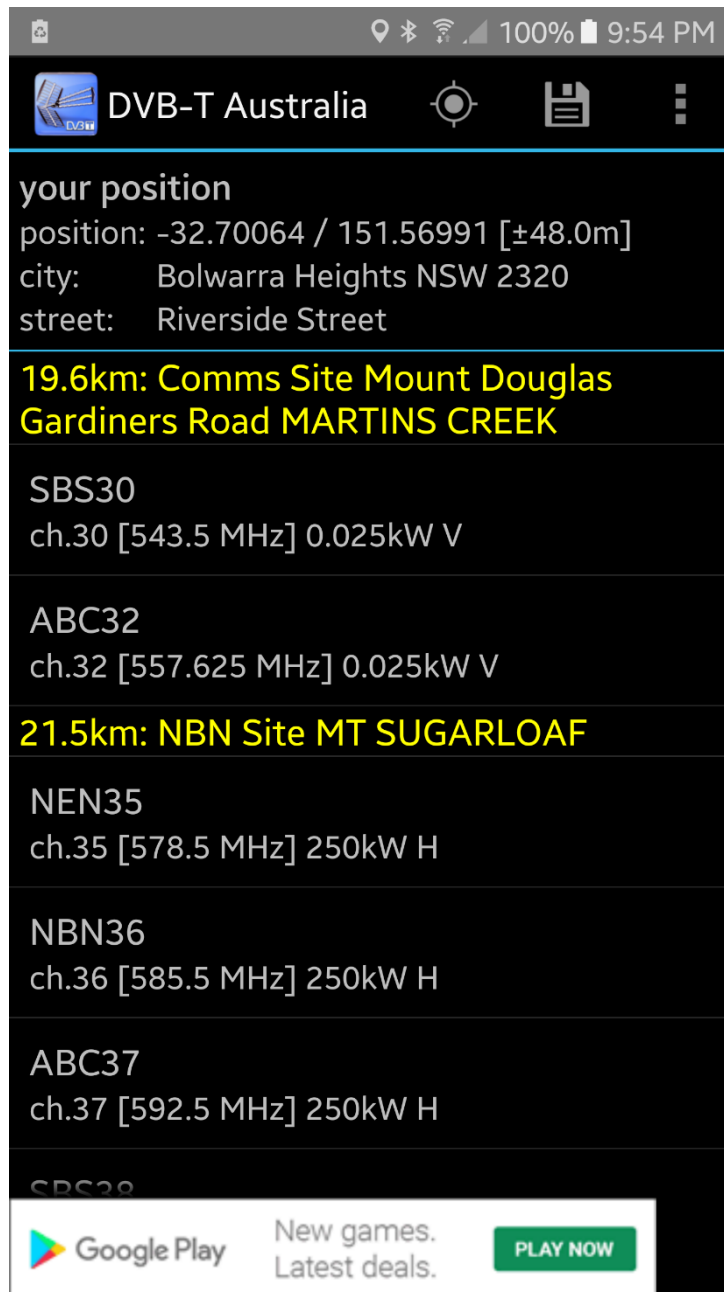 100% 9:54 PM
DVB-T DVB-T Australia
your position
position: -32.70064 / 151.56991 [±48.0m]
city: Bolwarra Heights NSW 2320
street: Riverside Street
19.6km: Comms Site Mount Douglas
Gardiners Road MARTINS CREEK
SBS30
ch.30 [543.5 MHz] 0.025kW V
ABC32
ch.32 [557.625 MHz] 0.025kW V
21.5km: NBN Site MT SUGARLOAF
NEN35
ch.35 [578.5 MHz] 250kW H
NBN36
ch.36 [585.5 MHz] 250kW H
ABC37
ch.37 [592.5 MHz] 250kW H
SBS38
Google Play
New games.
Latest deals.
PLAY NOW